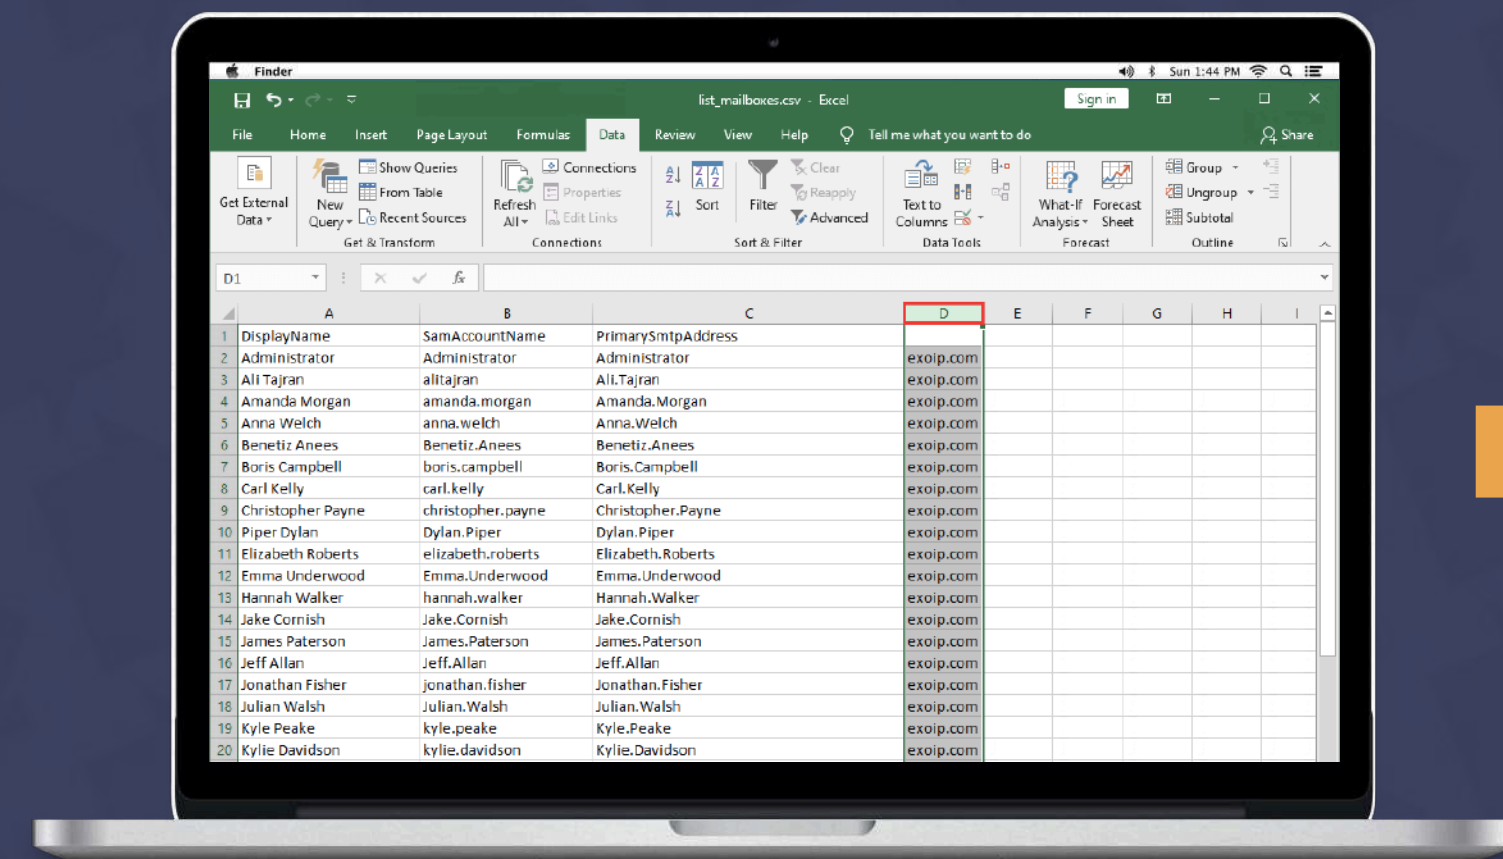 Finder Sun 1:44 PM
list_mailboxes.csv - Excel Sign in
File Home Insert Page Layout Formulas Data Review View Help Tell me what you want to do Share
Show Queries Connections Clear Group
Get External Data New Query From Table Refresh All Properties Sort Filter Reapply Text to Columns What-If Analysis Forecast Sheet Ungroup
Recent Sources Edit Links Advanced Subtotal
Get & Transform Connections Sort & Filter Data Tools Forecast Outline
D1 fx
A B C D E F G H I
1 DisplayName SamAccountName PrimarySmtpAddress
2 Administrator Administrator Administrator exoip.com
3 Ali Tajran alitajran Ali.Tajran exoip.com
4 Amanda Morgan amanda.morgan Amanda.Morgan exoip.com
5 Anna Welch anna.welch Anna.Welch exoip.com
6 Benetiz Anees Benetiz.Anees Benetiz.Anees exoip.com
7 Boris Campbell boris.campbell Boris.Campbell exoip.com
8 Carl Kelly carl.kelly Carl.Kelly exoip.com
9 Christopher Payne christopher.payne Christopher.Payne exoip.com
10 Piper Dylan Dylan.Piper Dylan.Piper exoip.com
11 Elizabeth Roberts elizabeth.roberts Elizabeth.Roberts exoip.com
12 Emma Underwood Emma.Underwood Emma.Underwood exoip.com
13 Hannah Walker hannah.walker Hannah.Walker exoip.com
14 Jake Cornish Jake.Cornish Jake.Cornish exoip.com
15 James Paterson James.Paterson James.Paterson exoip.com
16 Jeff Allan Jeff.Allan Jeff.Allan exoip.com
17 Jonathan Fisher jonathan.fisher Jonathan.Fisher exoip.com
18 Julian Walsh Julian.Walsh Julian.Walsh exoip.com
19 Kyle Peake kyle.peake Kyle.Peake exoip.com
20 Kylie Davidson kylie.davidson Kylie.Davidson exoip.com